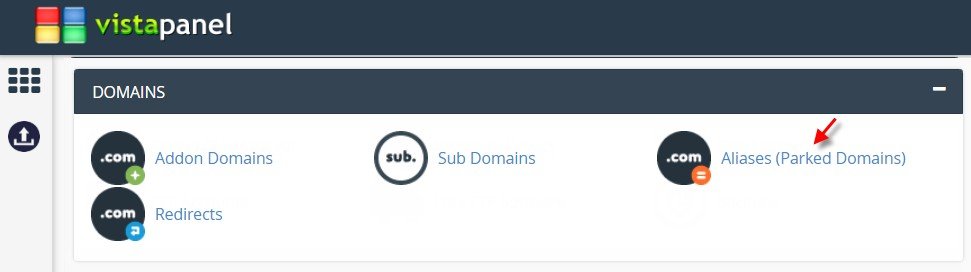 vistapanel
DOMAINS
.com Addon Domains
sub. Sub Domains
.com Aliases (Parked Domains)
.com Redirects